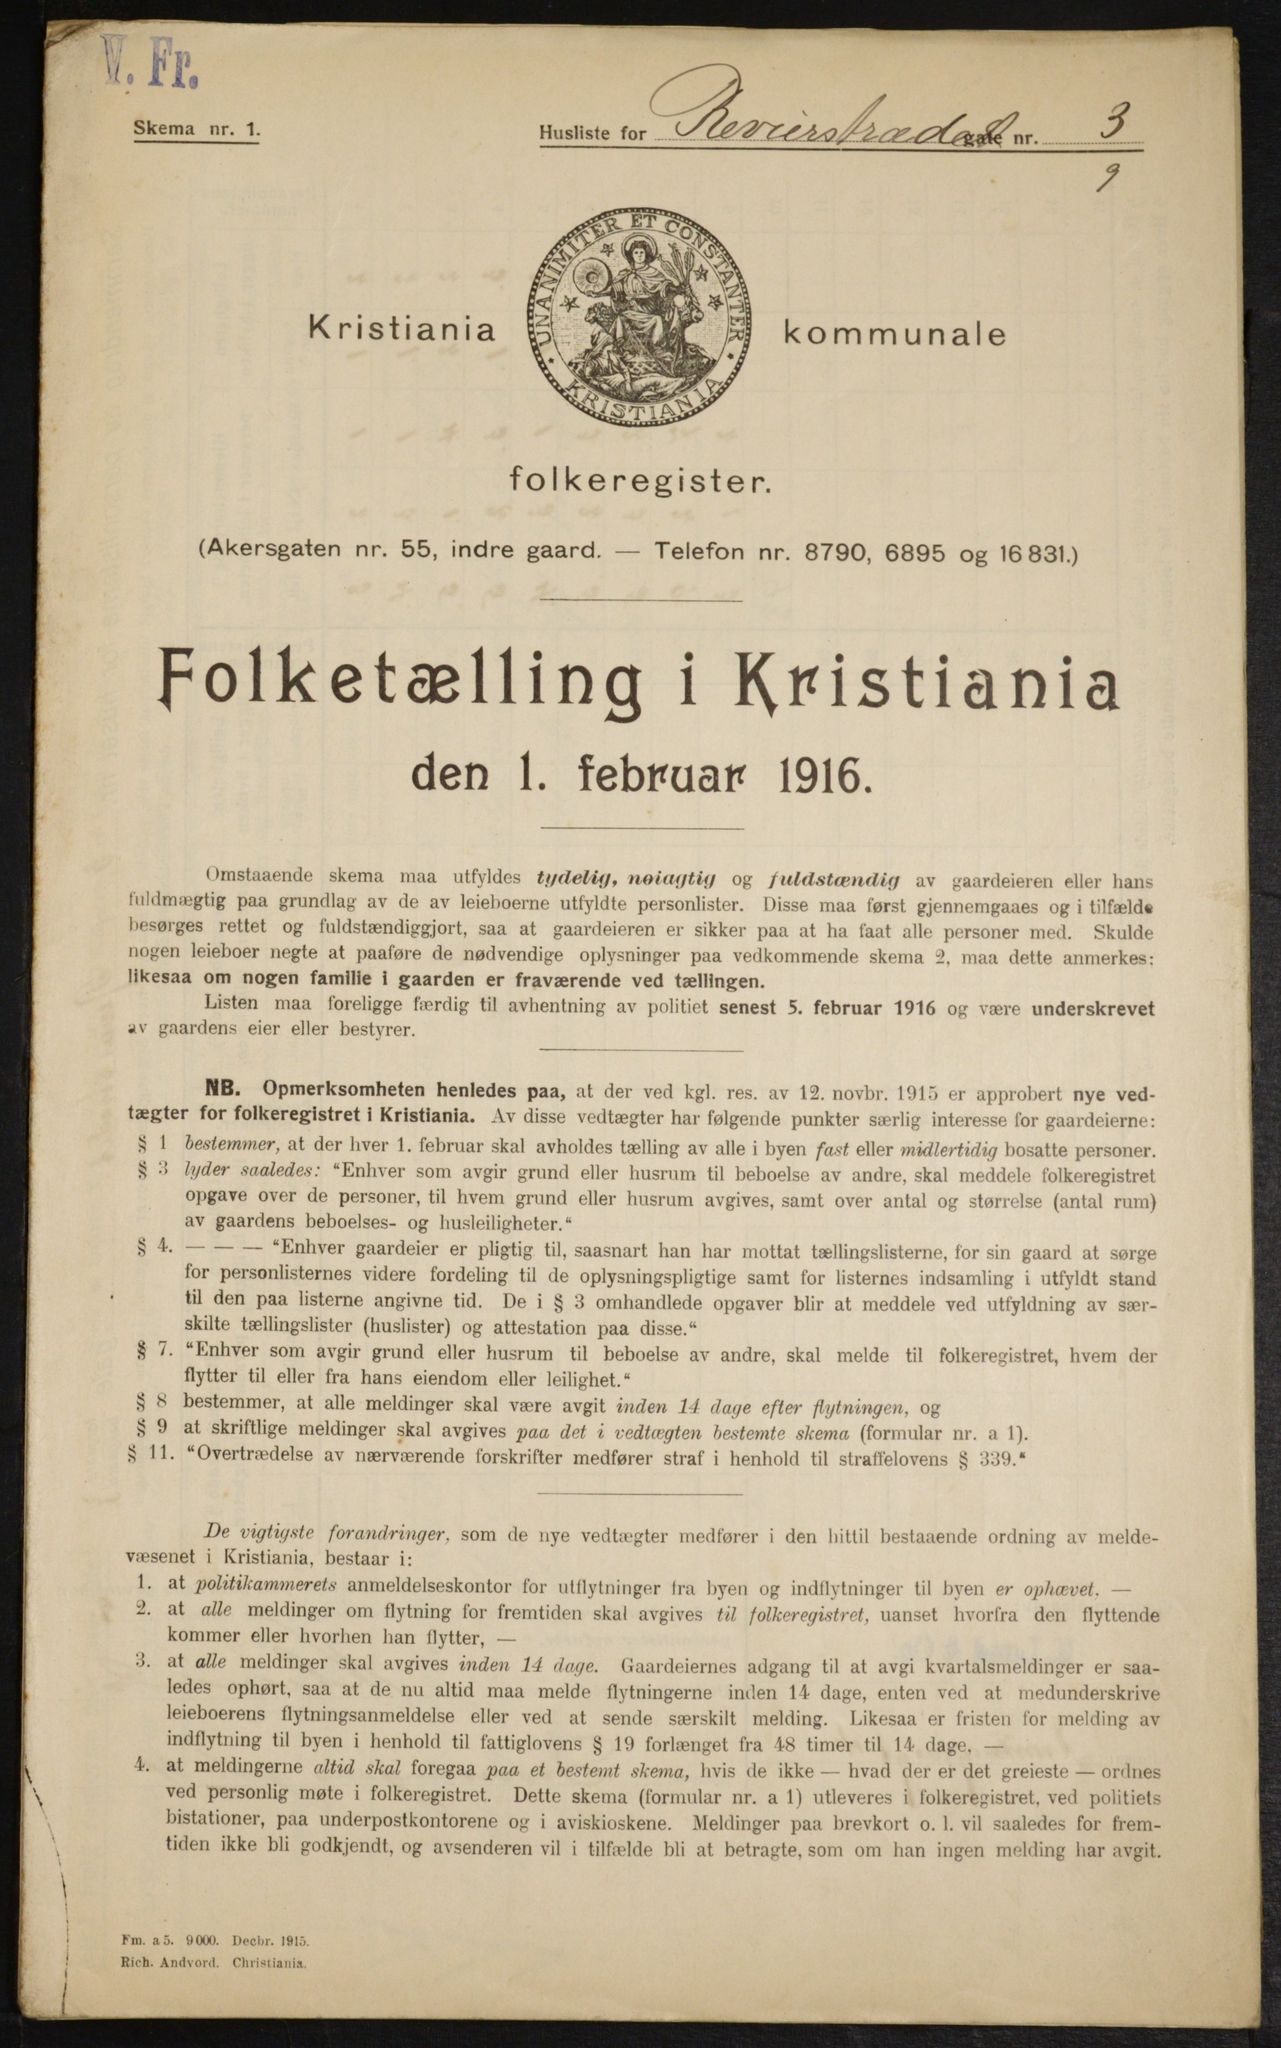 V. Fr.
Skema nr. 1.
Husliste for Revierstrædet gate nr. 3
9
UNANIMITER ET CONSTANTER
KRISTIANIA
Kristiania kommunale
folkeregister.
(Akersgaten nr. 55, indre gaard. — Telefon nr. 8790, 6895 og 16 831.)
Folketælling i Kristiania
den 1. februar 1916.
Omstaaende skema maa utfyldes tydelig, nøiagtig og fuldstændig av gaardeieren eller hans
fuldmægtig paa grundlag av de av leieboerne utfyldte personlister. Disse maa først gjennemgaaes og i tilfælde
besørges rettet og fuldstændiggjort, saa at gaardeieren er sikker paa at ha faat alle personer med. Skulde
nogen leieboer negte at paaføre de nødvendige oplysninger paa vedkommende skema 2, maa dette anmerkes;
likesaa om nogen familie i gaarden er fraværende ved tællingen.
Listen maa foreligge færdig til avhentning av politiet senest 5. februar 1916 og være underskrevet
av gaardens eier eller bestyrer.
NB. Opmerksomheten henledes paa, at der ved kgl. res. av 12. novbr. 1915 er approbert nye ved-
tægter for folkeregistret i Kristiania. Av disse vedtægter har følgende punkter særlig interesse for gaardeierne:
§ 1 bestemmer, at der hver 1. februar skal avholdes tælling av alle i byen fast eller midlertidig bosatte personer.
§ 3 lyder saaledes: “Enhver som avgir grund eller husrum til beboelse av andre, skal meddele folkeregistret
opgave over de personer, til hvem grund eller husrum avgives, samt over antal og størrelse (antal rum)
av gaardens beboelses- og husleiligheter.“
§ 4. — — — “Enhver gaardeier er pligtig til, saasnart han har mottat tællingslisterne, for sin gaard at sørge
for personlisternes videre fordeling til de oplysningspligtige samt for listernes indsamling i utfyldt stand
til den paa listerne angivne tid. De i § 3 omhandlede opgaver blir at meddele ved utfyldning av sær-
skilte tællingslister (huslister) og attestation paa disse.“
§ 7. “Enhver som avgir grund eller husrum til beboelse av andre, skal melde til folkeregistret, hvem der
flytter til eller fra hans eiendom eller leilighet.“
§ 8 bestemmer, at alle meldinger skal være avgit inden 14 dage efter flytningen, og
§ 9 at skriftlige meldinger skal avgives paa det i vedtægten bestemte skema (formular nr. a 1).
§ 11. “Overtrædelse av nærværende forskrifter medfører straf i henhold til straffelovens § 339.“
De vigtigste forandringer, som de nye vedtægter medfører i den hittil bestaaende ordning av melde-
væsenet i Kristiania, bestaar i:
1. at politikammerets anmeldelseskontor for utflytninger fra byen og indflytninger til byen er ophævet. —
2. at alle meldinger om flytning for fremtiden skal avgives til folkeregistret, uanset hvorfra den flyttende
kommer eller hvorhen han flytter, —
3. at alle meldinger skal avgives inden 14 dage. Gaardeiernes adgang til at avgi kvartalsmeldinger er saa-
ledes ophørt, saa at de nu altid maa melde flytningerne inden 14 dage, enten ved at medunderskrive
leieboerens flytningsanmeldelse eller ved at sende særskilt melding. Likesaa er fristen for melding av
indflytning til byen i henhold til fattiglovens § 19 forlænget fra 48 timer til 14 dage, —
4. at meldingerne altid skal foregaa paa et bestemt skema, hvis de ikke — hvad der er det greieste — ordnes
ved personlig møte i folkeregistret. Dette skema (formular nr. a 1) utleveres i folkeregistret, ved politiets
bistationer, paa underpostkontorene og i aviskioskene. Meldinger paa brevkort o. l. vil saaledes for frem-
tiden ikke bli godkjendt, og avsenderen vil i tilfælde bli at betragte, som om han ingen melding har avgit.
Fm. a 5. 9 000. Decbr. 1915.
Rich. Andvord. Christiania.